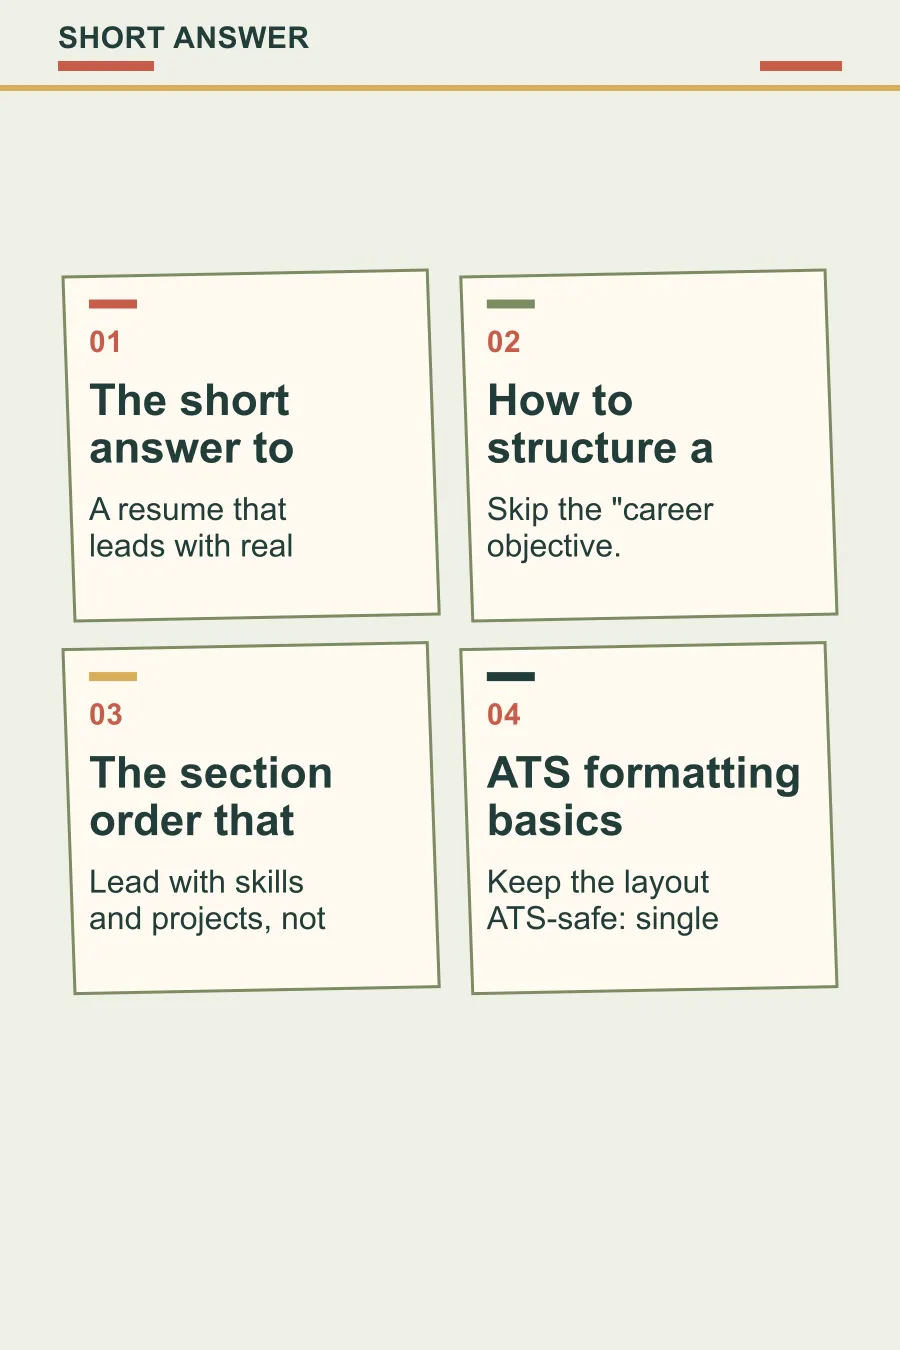 SHORT ANSWER
01
The short
answer to
A resume that
leads with real
02
How to
structure a
Skip the "career
objective.
03
The section
order that
Lead with skills
and projects, not
04
ATS formatting
basics
Keep the layout
ATS-safe: single